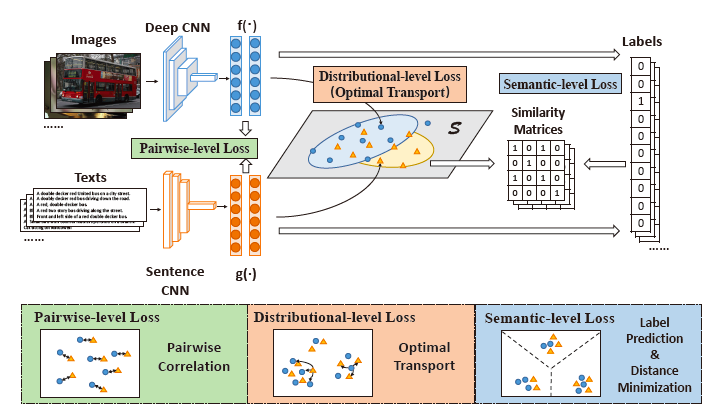 Images
Deep CNN
f(·)
Labels
Distributional-level Loss
(Optimal Transport)
Semantic-level Loss
Similarity
Matrices
Pairwise-level Loss
S
1 0 1 0
0 1 0 1
1 0 1 0
0 0 0 1
0
0
1
0
0
0
0
0
1
0
......
......
Texts
A double decker red United bus on a city street.
A double decker red bus driving down the road.
A red, double decker bus.
A red two story bus driving along the street.
Front and left side of a red double decker bus.
......
Sentence
CNN
g(·)
Pairwise-level Loss
Pairwise
Correlation
Distributional-level Loss
Optimal
Transport
Semantic-level Loss
Label
Prediction
&
Distance
Minimization